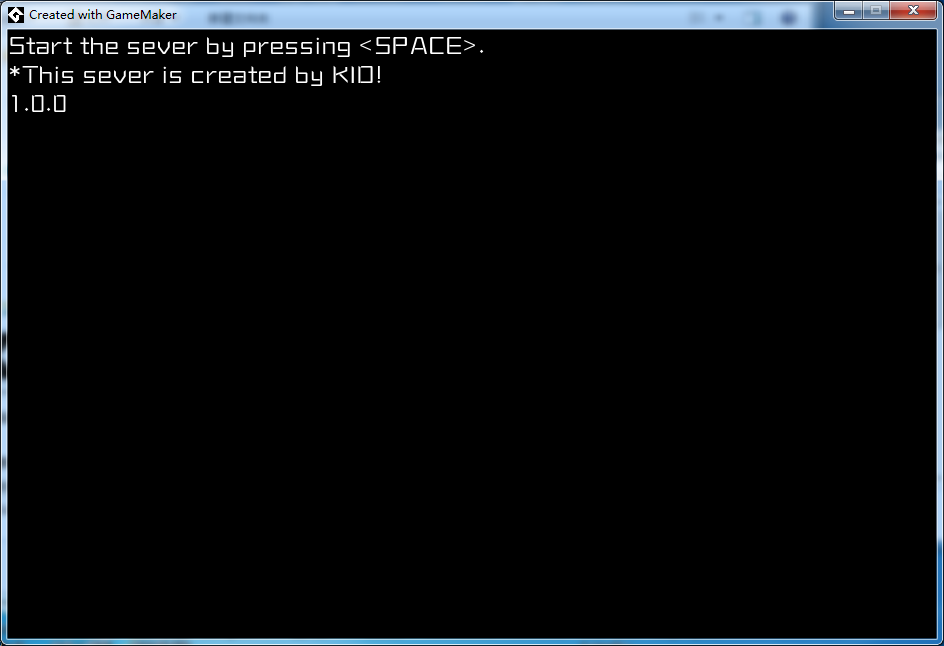 Created with GameMaker
Start the sever by pressing <SPACE>.
*This sever is created by KID!
1.0.0